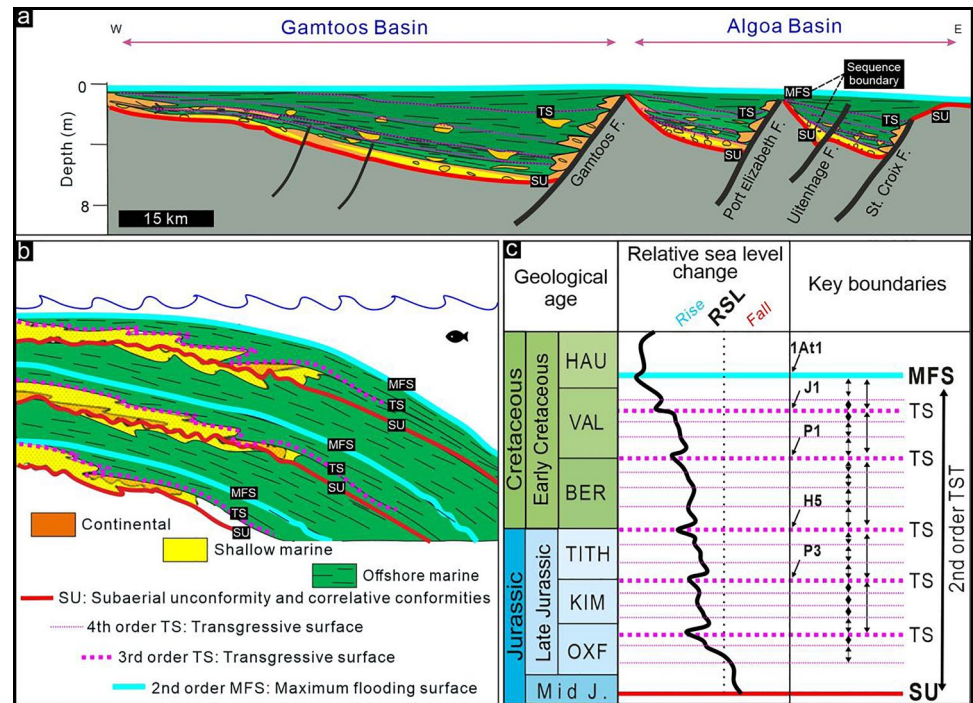 a
Gamtoos Basin
Algoa Basin
W
E
Sequence
boundary
0
MFS
TS
TS
TS
SU
SU
SU
SU
Depth (m)
8
15 km
Gamtoos F.
Port Elizabeth F.
Uitenhage F.
St. Croix F.
b
MFS
TS
SU
MFS
TS
SU
MFS
TS
SU
Continental
Shallow marine
Offshore marine
SU: Subaerial unconformity and correlative conformities
4th order TS: Transgressive surface
3rd order TS: Transgressive surface
2nd order MFS: Maximum flooding surface
c
Geological
age
Relative sea level
change
Rise
RSL
Fall
Key boundaries
Cretaceous
Early Cretaceous
HAU
VAL
BER
Jurassic
Late Jurassic
TITH
KIM
OXF
Mid J.
1At1
MFS
J1
TS
P1
TS
H5
TS
P3
TS
TS
SU
2nd order TST